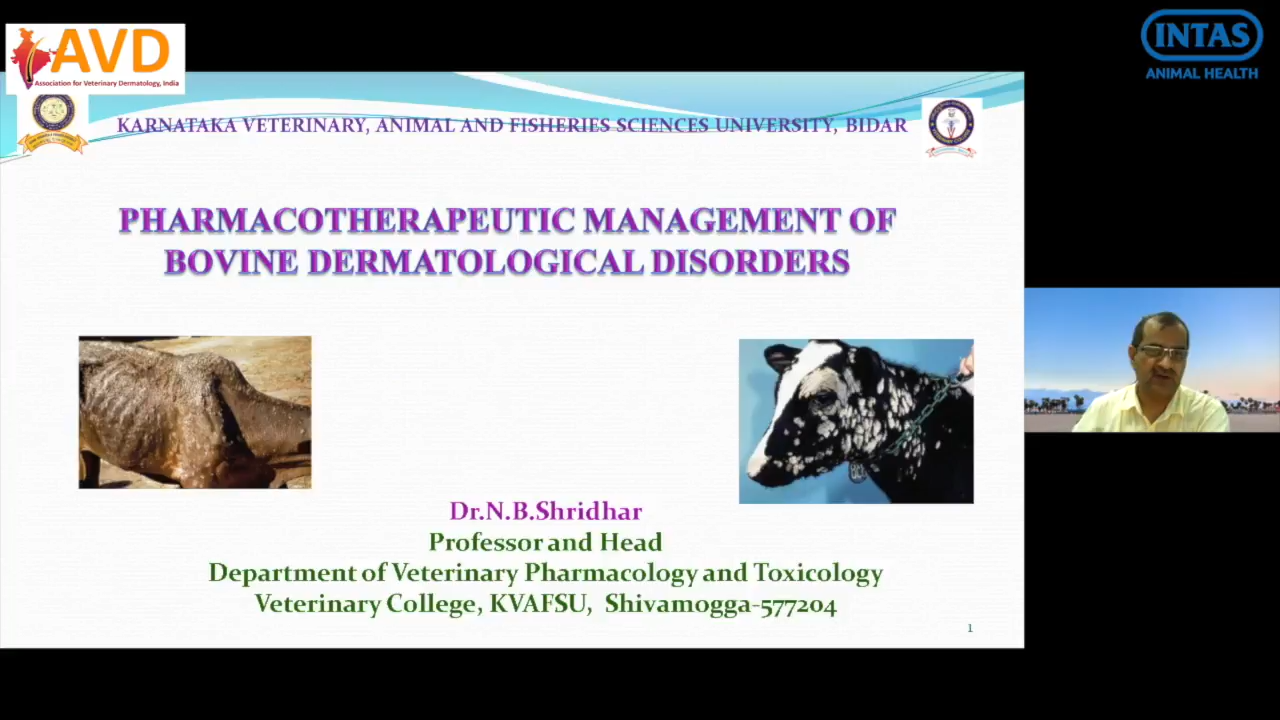 AVD
Association for Veterinary Dermatology, India
INTAS
ANIMAL HEALTH
KARNATAKA VETERINARY, ANIMAL AND FISHERIES SCIENCES UNIVERSITY, BIDAR
PHARMACOTHERAPEUTIC MANAGEMENT OF
BOVINE DERMATOLOGICAL DISORDERS
Dr.N.B.Shridhar
Professor and Head
Department of Veterinary Pharmacology and Toxicology
Veterinary College, KVAFSU, Shivamogga-577204
1